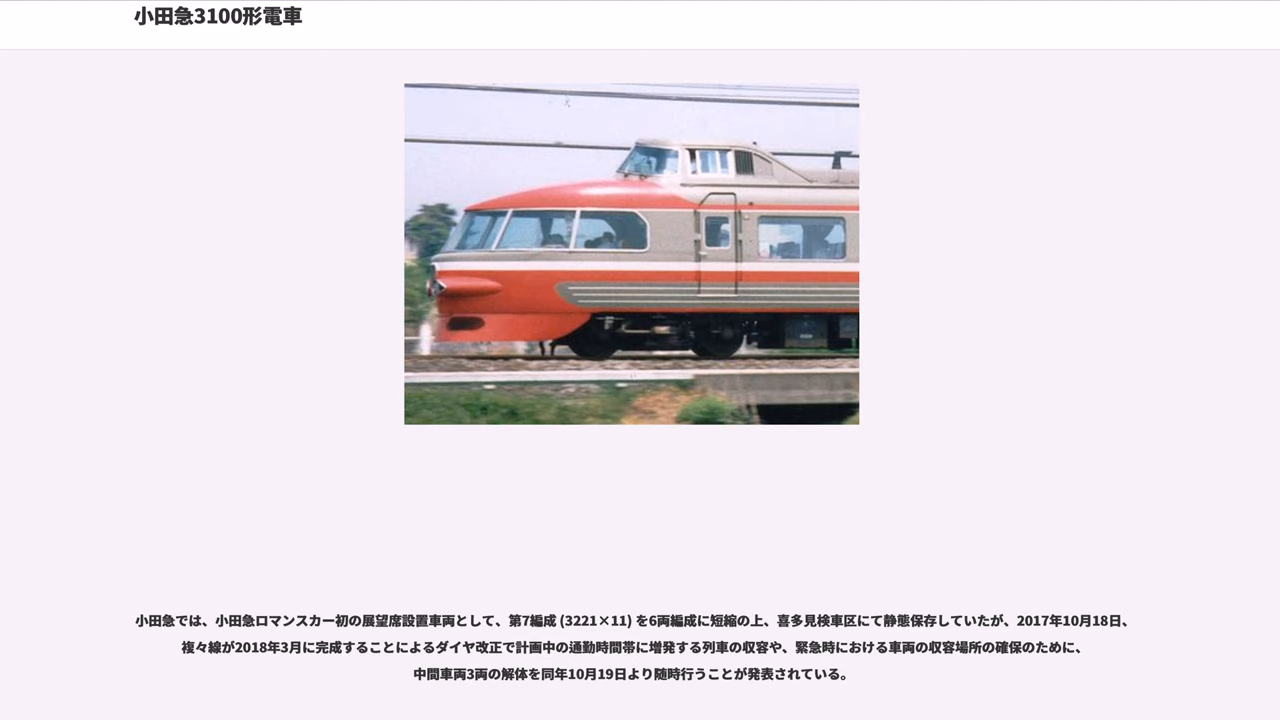 小田急3100形電車
小田急では、小田急ロマンスカー初の展望席設置車両として、第7編成 (3221×11) を6両編成に短縮の上、喜多見検車区にて静態保存していたが、2017年10月18日、
複々線が2018年3月に完成することによるダイヤ改正で計画中の通勤時間帯に増発する列車の収容や、緊急時における車両の収容場所の確保のために、
中間車両3両の解体を同年10月19日より随時行うことが発表されている。